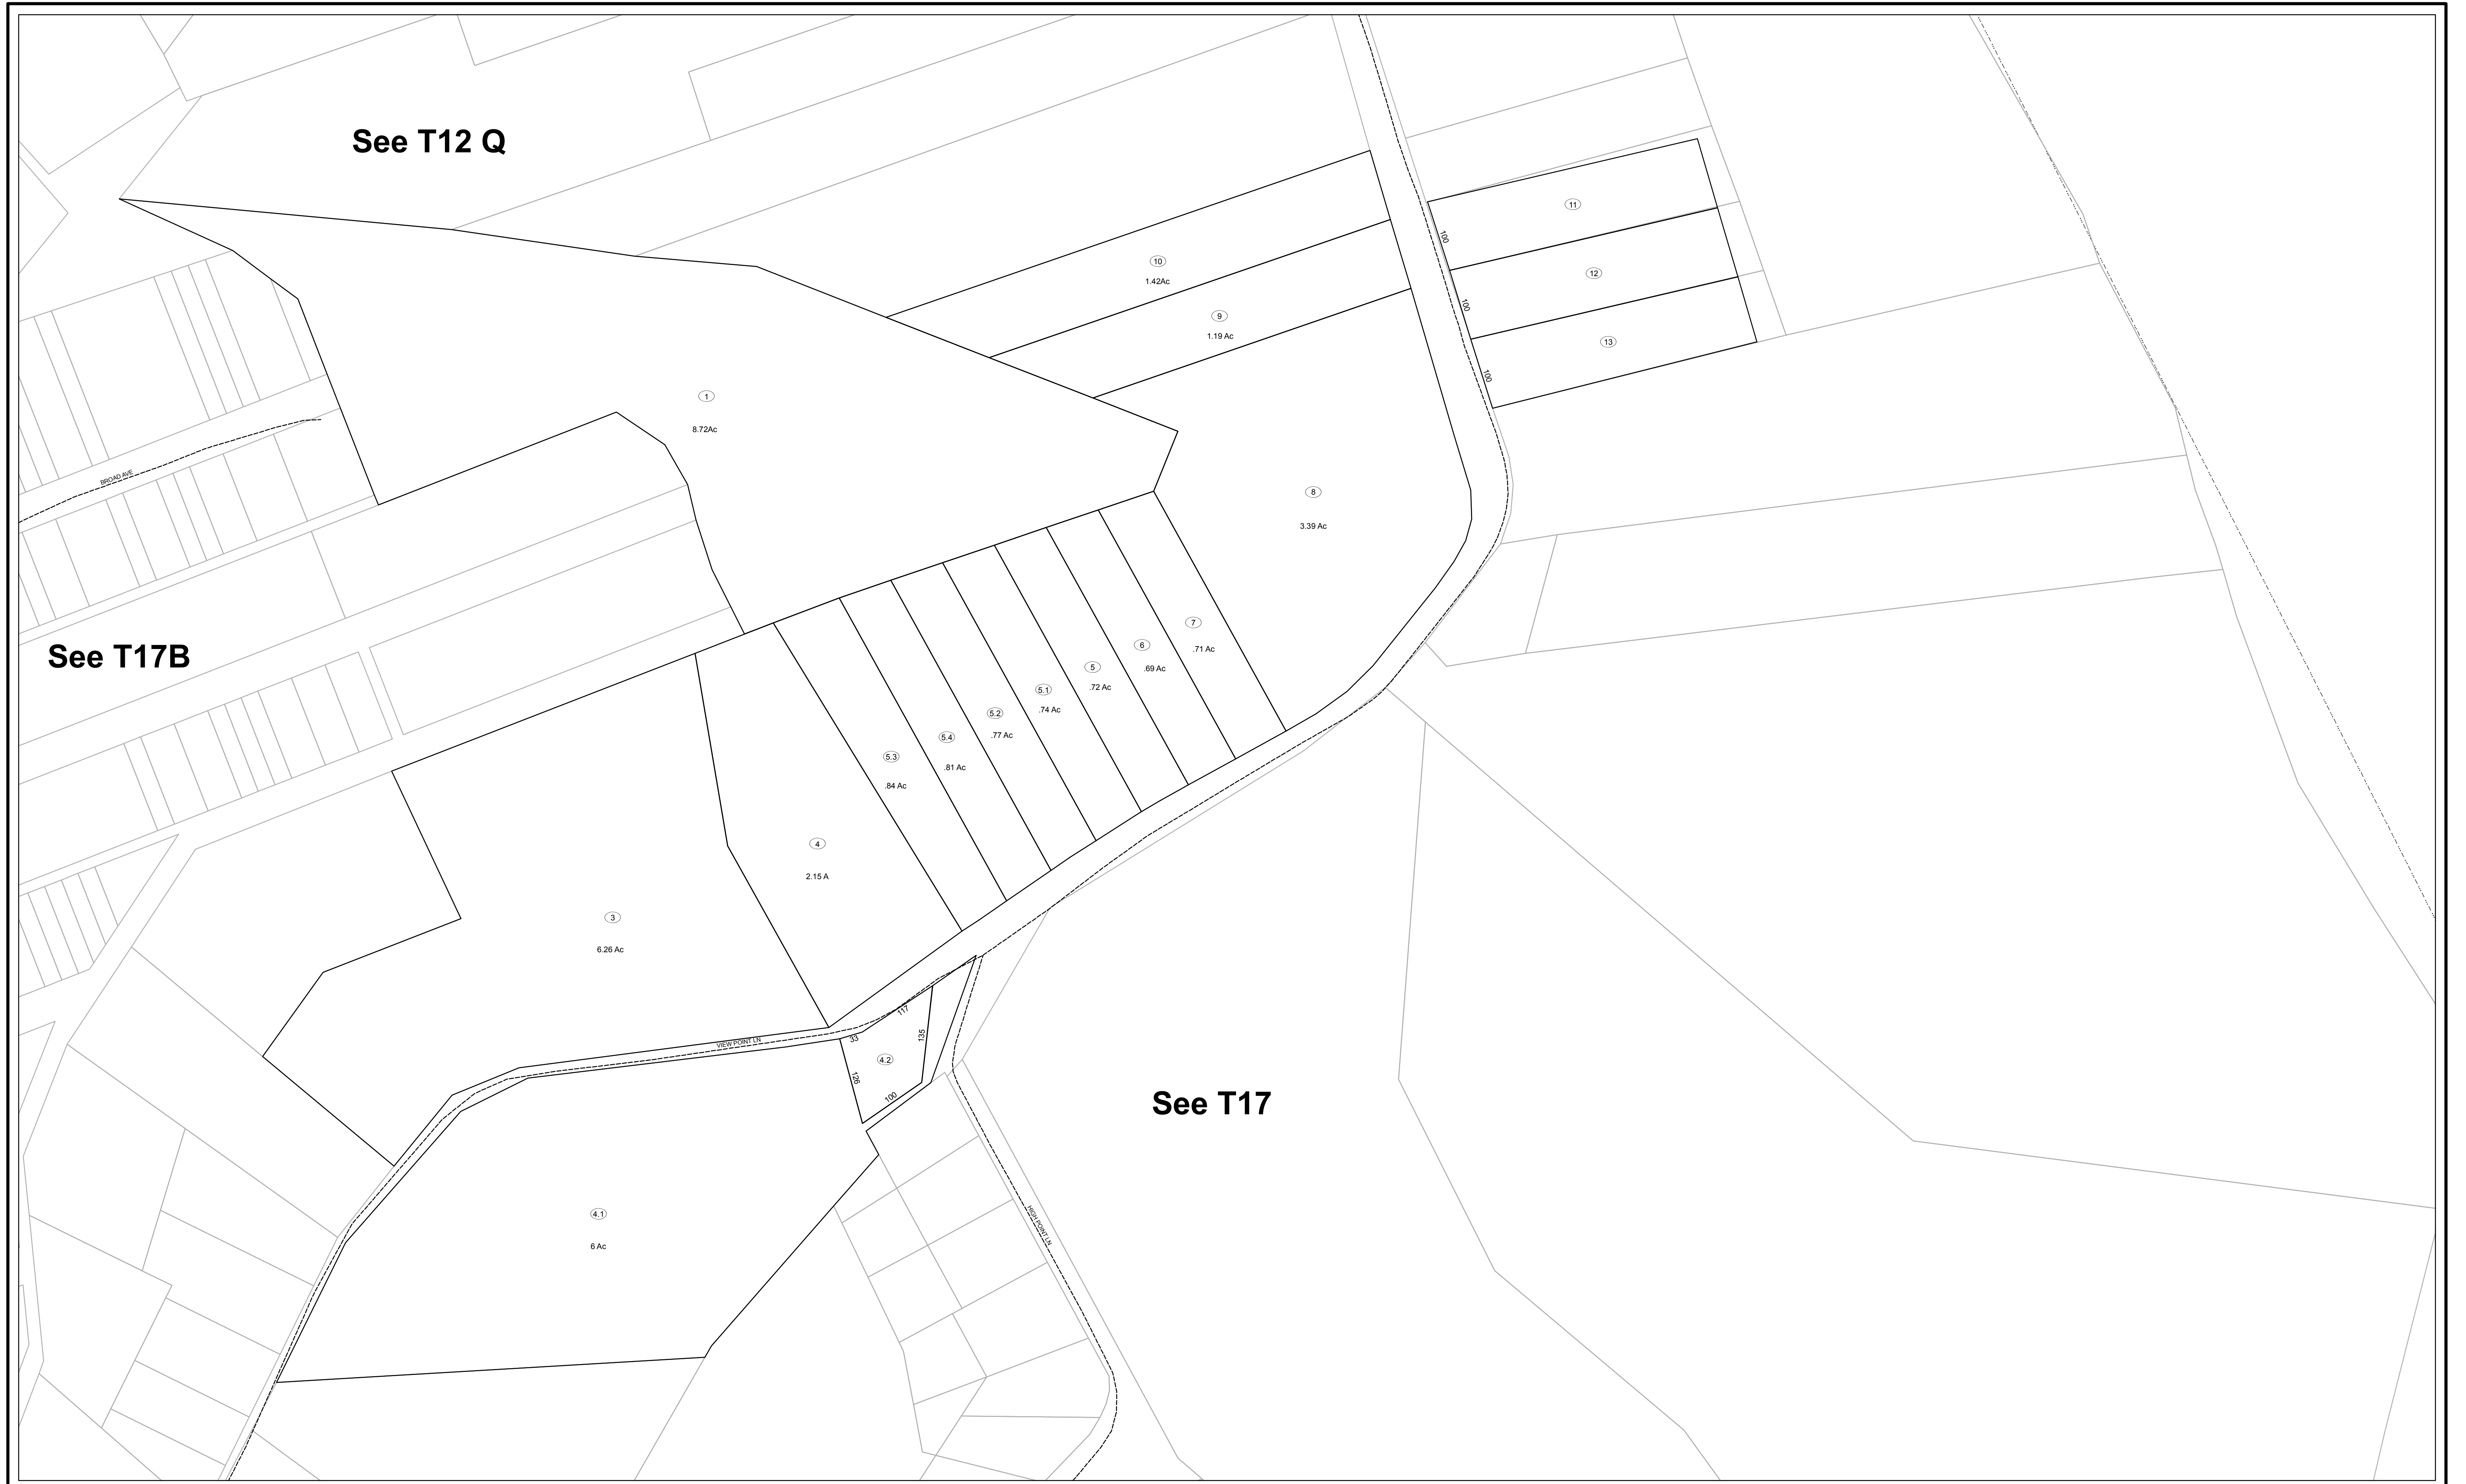 See T12 Q
11
100
10
1.42Ac
12
100
9
1.19 Ac
13
100
1
8.72Ac
BROAD AVE
8
3.39 Ac
7
.71 Ac
6
.69 Ac
See T17B
5
.72 Ac
5.1
.74 Ac
5.2
.77 Ac
5.4
.81 Ac
5.3
.84 Ac
4
2.15 A
3
6.26 Ac
117
33
135
VIEW POINT LN
4.2
126
100
See T17
4.1
6 Ac
HIGH POINT LN